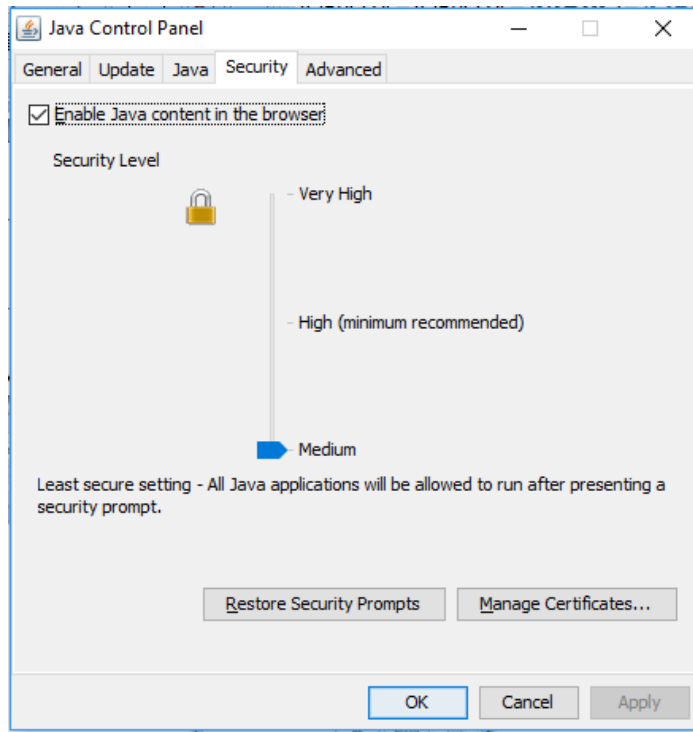 Java Control Panel
General Update Java Security Advanced
Enable Java content in the browser
Security Level
Very High
High (minimum recommended)
Medium
Least secure setting - All Java applications will be allowed to run after presenting a
security prompt.
Restore Security Prompts Manage Certificates...
OK Cancel Apply